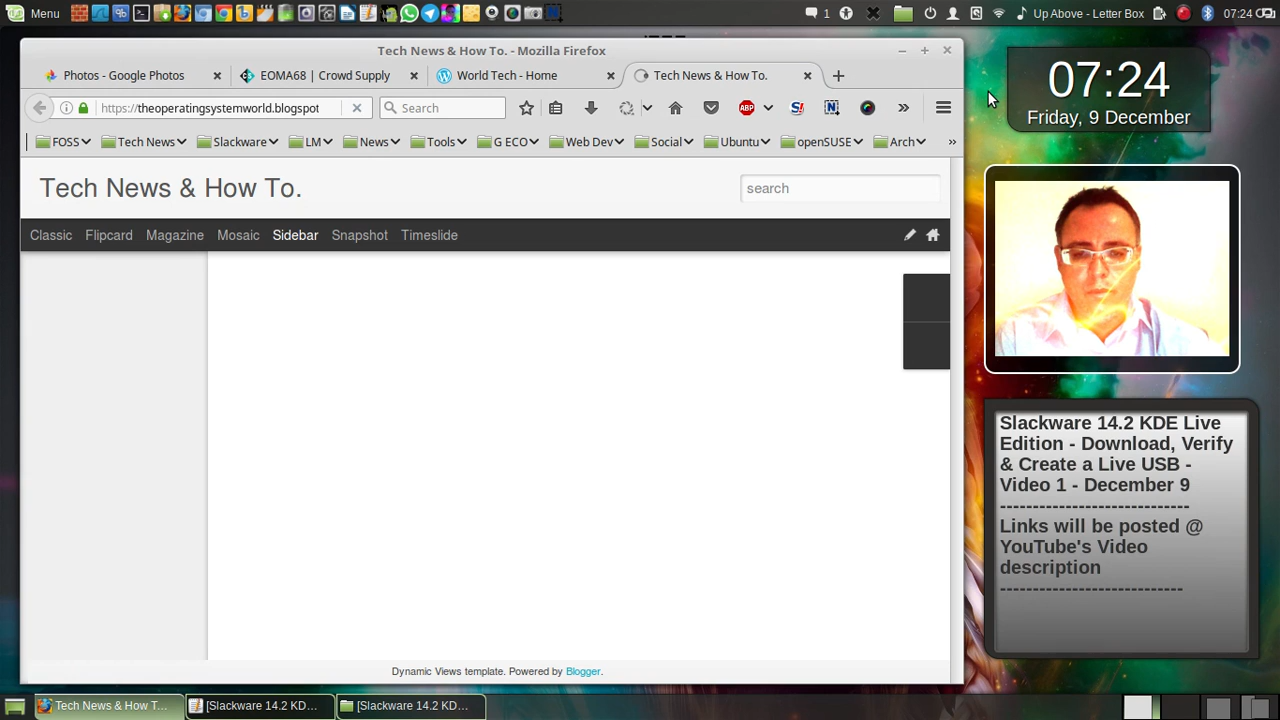 Menu
1
Up Above - Letter Box
07:24
Tech News & How To. - Mozilla Firefox
Photos - Google Photos
EOMA68 | Crowd Supply
World Tech - Home
Tech News & How To.
https://theoperatingsystemworld.blogspot
Search
ABP
FOSS
Tech News
Slackware
LM
News
Tools
G ECO
Web Dev
Social
Ubuntu
openSUSE
Arch
Tech News & How To.
search
Classic
Flipcard
Magazine
Mosaic
Sidebar
Snapshot
Timeslide
Dynamic Views template. Powered by Blogger.
07:24
Friday, 9 December
Slackware 14.2 KDE Live
Edition - Download, Verify
& Create a Live USB -
Video 1 - December 9
-----------------------------
Links will be posted @
YouTube's Video
description
----------------------------
Tech News & How T...
[Slackware 14.2 KD...
[Slackware 14.2 KD...